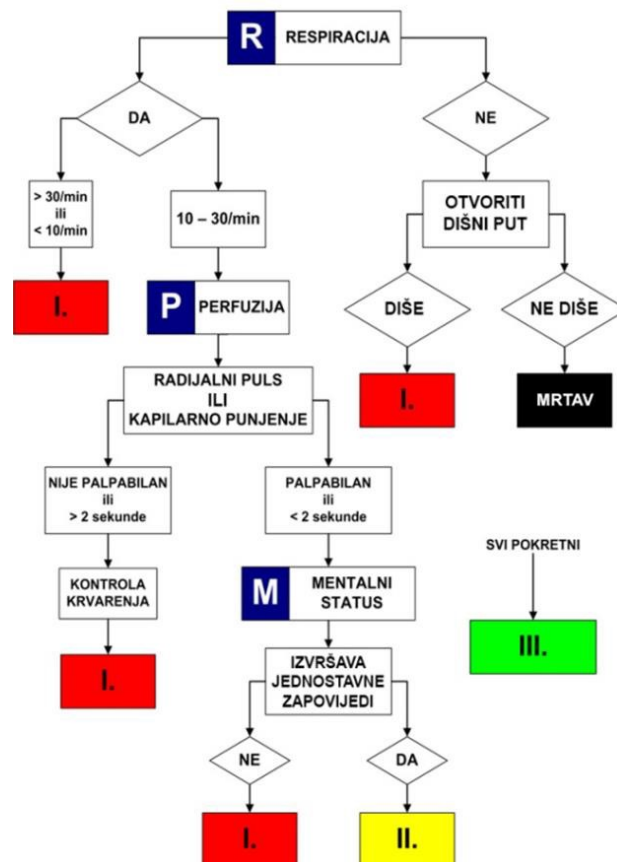 R RESPIRACIJA
DA
NE
> 30/min
ili
< 10/min
10 – 30/min
OTVORITI
DIŠNI PUT
I.
P PERFUZIJA
DIŠE
NE DIŠE
RADIJALNI PULS
ILI
KAPILARNO PUNJENJE
I.
MRTAV
NIJE PALPABILAN
ili
> 2 sekunde
PALPABILAN
ili
< 2 sekunde
SVI POKRETNI
KONTROLA
KRVARENJA
M MENTALNI
STATUS
III.
I.
IZVRŠAVA
JEDNOSTAVNE
ZAPOVIJEDI
NE
DA
I.
II.